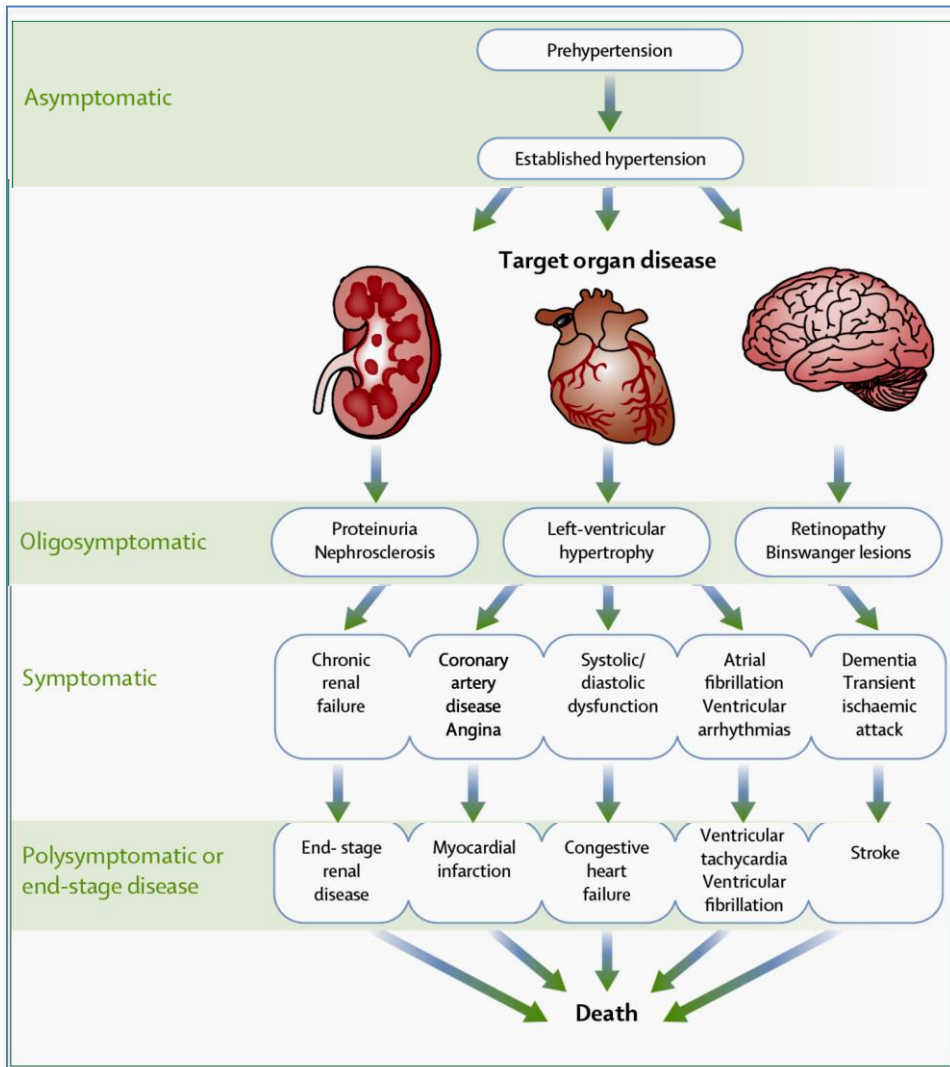 Prehypertension
Asymptomatic
Established hypertension
Target organ disease
Oligosymptomatic
Proteinuria
Nephrosclerosis
Left-ventricular
hypertrophy
Retinopathy
Binswanger lesions
Symptomatic
Chronic
renal
failure
Coronary
artery
disease
Angina
Systolic/
diastolic
dysfunction
Atrial
fibrillation
Ventricular
arrhythmias
Dementia
Transient
ischaemic
attack
Polysymptomatic or
end-stage disease
End- stage
renal
disease
Myocardial
infarction
Congestive
heart
failure
Ventricular
tachycardia
Ventricular
fibrillation
Stroke
Death